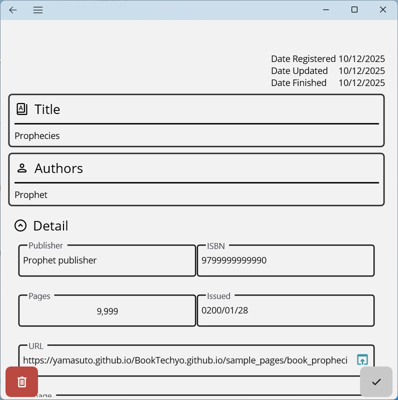 Date Registered 10/12/2025
Date Updated 10/12/2025
Date Finished 10/12/2025
Title
Prophecies
Authors
Prophet
Detail
Publisher
Prophet publisher
ISBN
9799999999990
Pages
9,999
Issued
0200/01/28
URL
https://yamasuto.github.io/BookTechyo.github.io/sample_pages/book_propheci